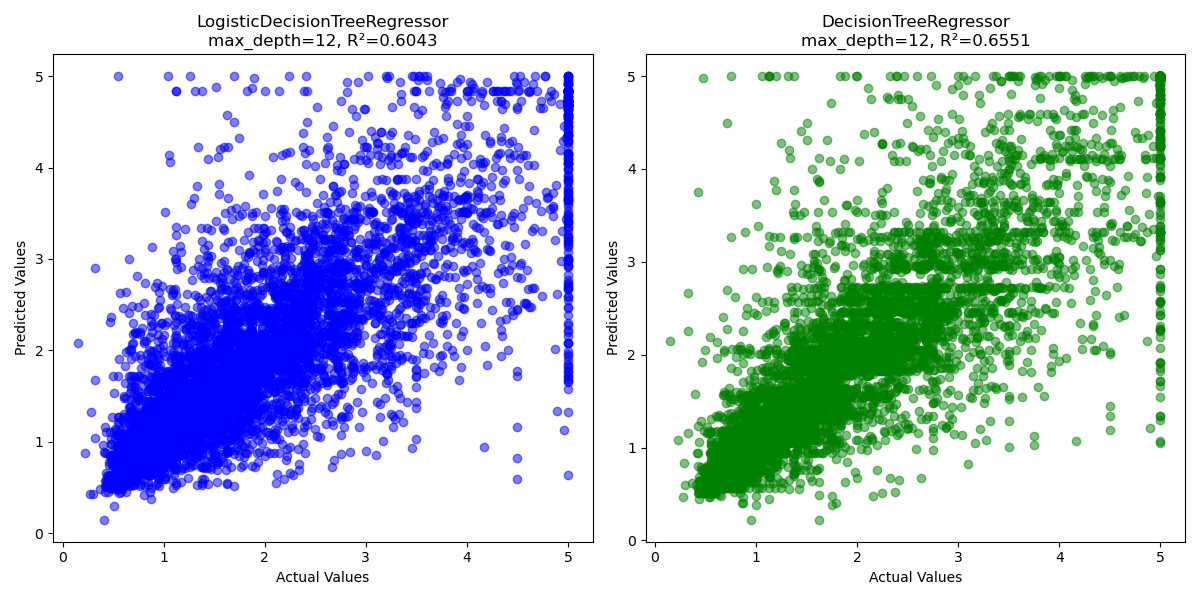 LogisticDecisionTreeRegressor
max_depth=12, R²=0.6043
5
4
3
2
1
0
Predicted Values
0 1 2 3 4 5
Actual Values
DecisionTreeRegressor
max_depth=12, R²=0.6551
5
4
3
2
1
0
Predicted Values
0 1 2 3 4 5
Actual Values